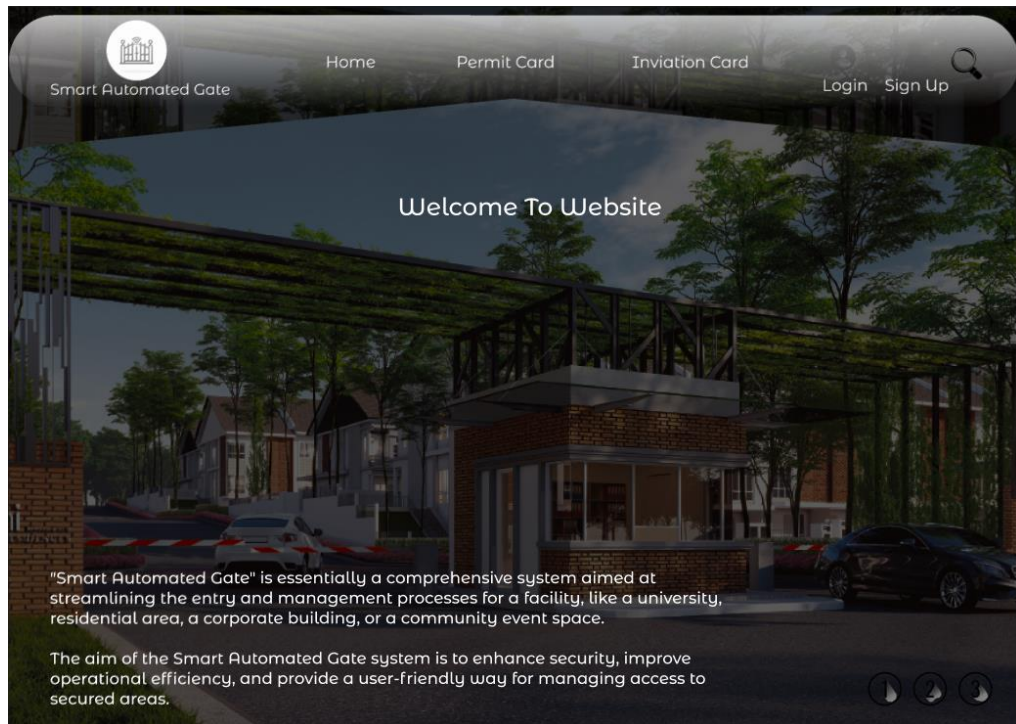 Smart Automated Gate
Home
Permit Card
Inviation Card
Login
Sign Up
Welcome To Website
"Smart Automated Gate" is essentially a comprehensive system aimed at
streamlining the entry and management processes for a facility, like a university,
residential area, a corporate building, or a community event space.
The aim of the Smart Automated Gate system is to enhance security, improve
operational efficiency, and provide a user-friendly way for managing access to
secured areas.
1
2
3